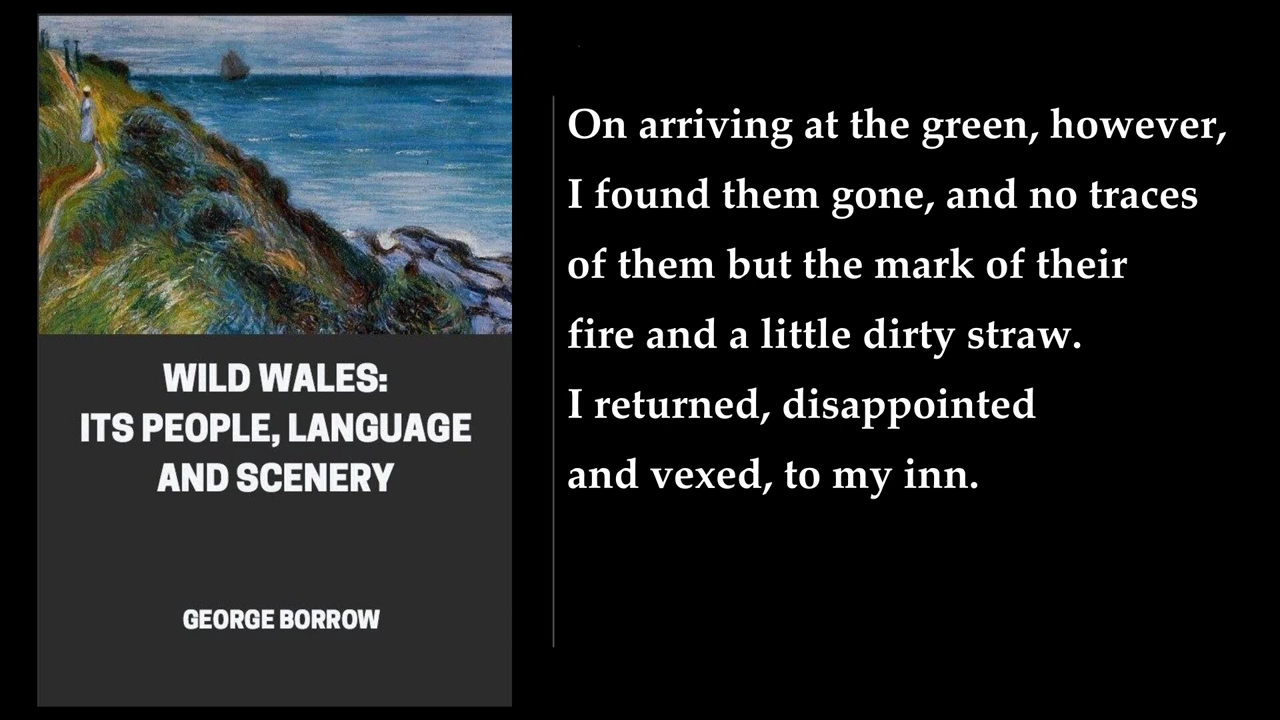 WILD WALES:
ITS PEOPLE, LANGUAGE
AND SCENERY
GEORGE BORROW
On arriving at the green, however,
I found them gone, and no traces
of them but the mark of their
fire and a little dirty straw.
I returned, disappointed
and vexed, to my inn.